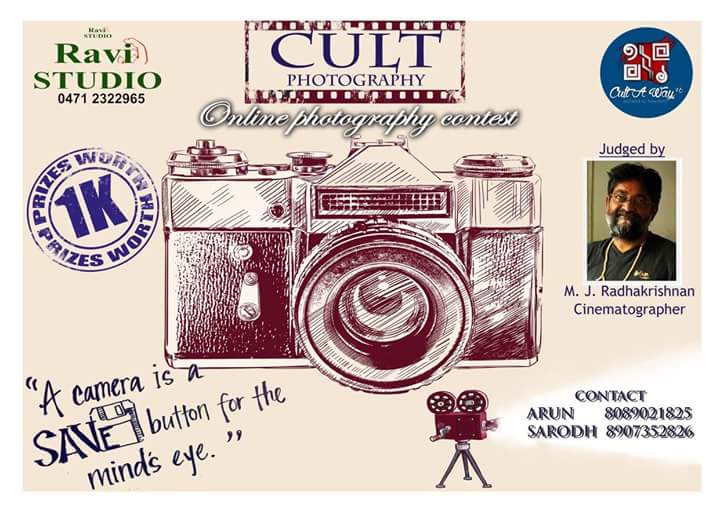 Ravi
STUDIO
Ravi
STUDIO
0471 2322965
CULT
PHOTOGRAPHY
Online photography contest
Cult A Way
Judged by
M. J. Radhakrishnan
Cinematographer
PRIZES WORTH
1K
PRIZES WORTH
“A camera is a
SAVE button for the
mind's eye.”
CONTACT
ARUN 8089021825
SARODH 8907352826